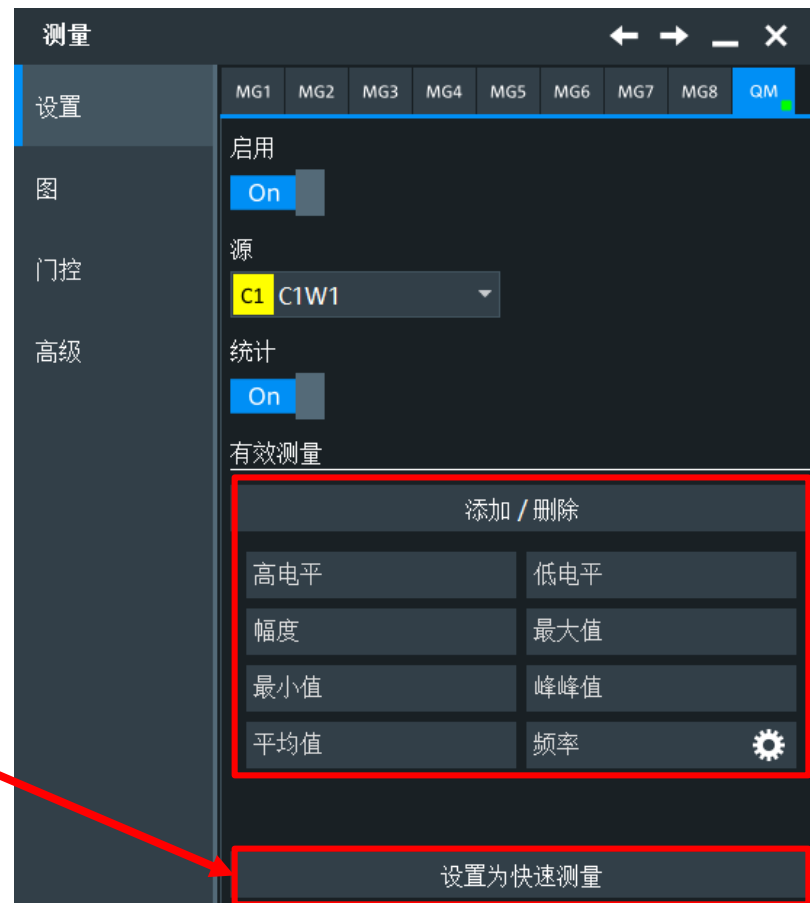 测量
设置
图
门控
高级
MG1 MG2 MG3 MG4 MG5 MG6 MG7 MG8 QM
启用
On
源
C1 C1W1
统计
On
有效测量
添加 / 删除
高电平 低电平
幅度 最大值
最小值 峰峰值
平均值 频率
设置为快速测量